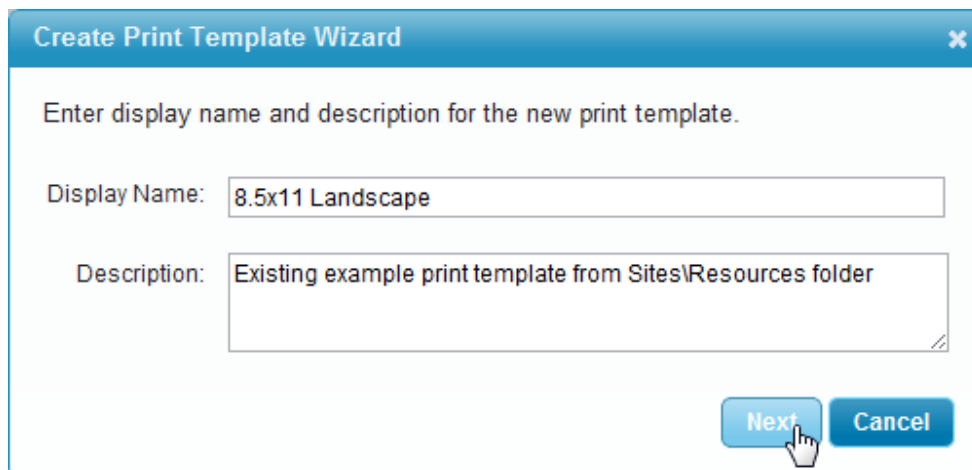 Create Print Template Wizard
Enter display name and description for the new print template.
Display Name: 8.5x11 Landscape
Description: Existing example print template from Sites\Resources folder
Next Cancel